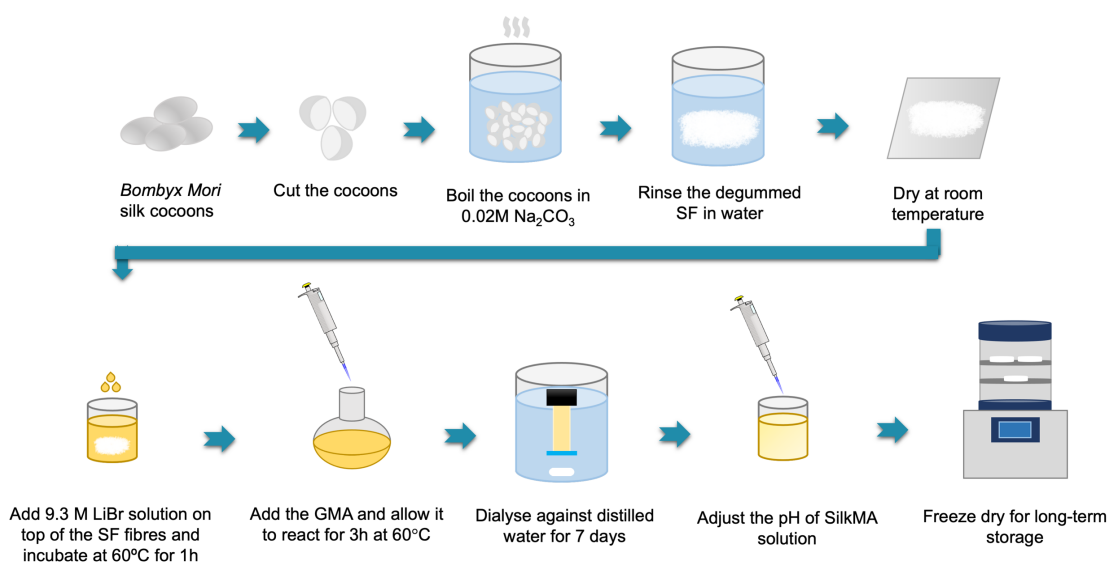 Bombyx Mori
silk cocoons
Cut the cocoons
Boil the cocoons in
0.02M Na₂CO₃
Rinse the degummed
SF in water
Dry at room
temperature
Add 9.3 M LiBr solution on
top of the SF fibres and
incubate at 60ºC for 1h
Add the GMA and allow it
to react for 3h at 60°C
Dialyse against distilled
water for 7 days
Adjust the pH of SilkMA
solution
Freeze dry for long-term
storage